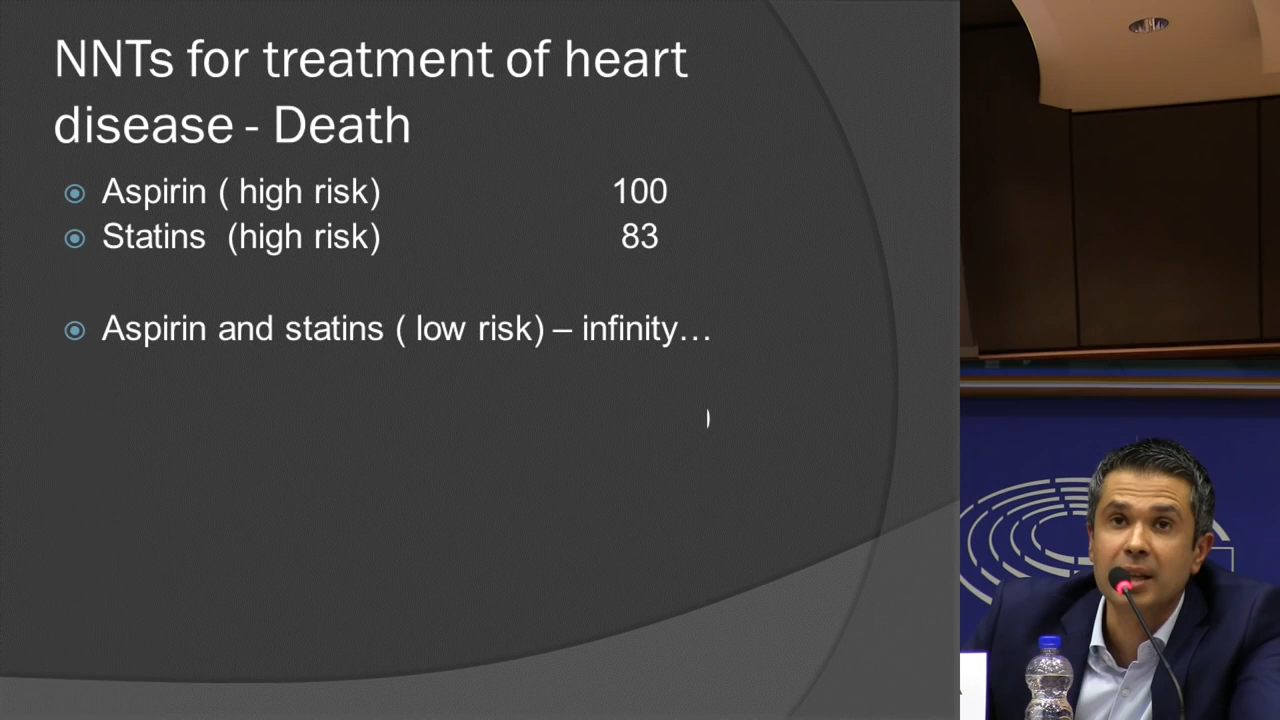 NNTs for treatment of heart
disease - Death
Aspirin ( high risk) 100
Statins (high risk) 83
Aspirin and statins ( low risk) – infinity…
)
A